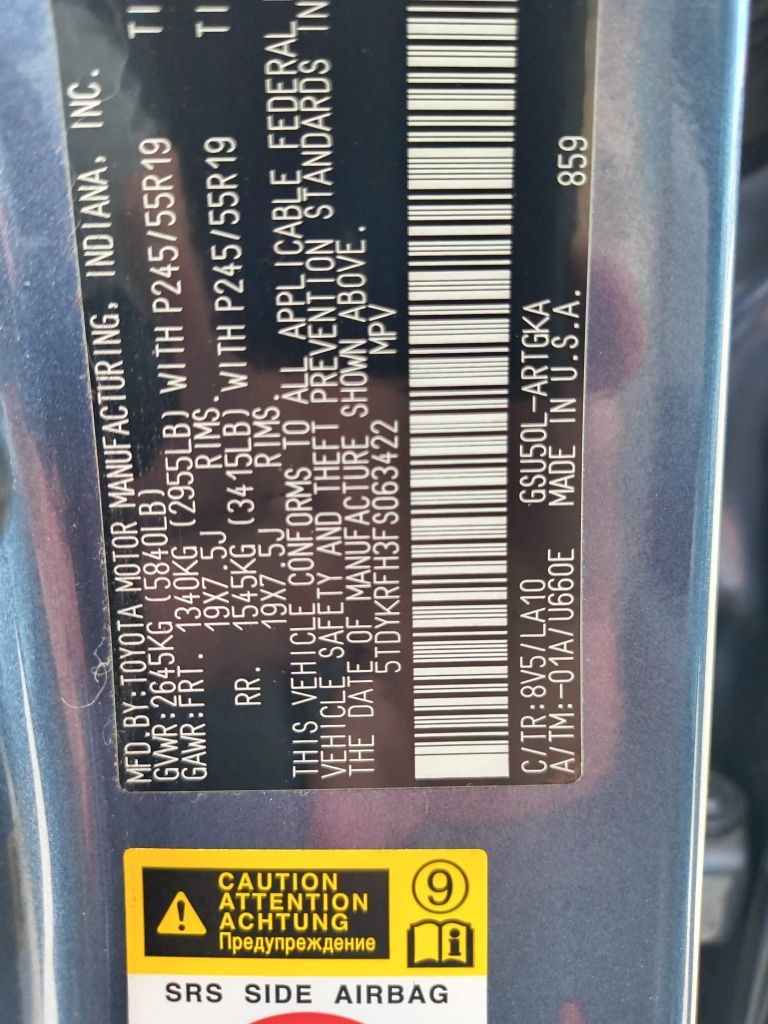 MFD.BY:TOYOTA MOTOR MANUFACTURING, INDIANA, INC.
GVWR:2645KG (5840LB)
GAWR:FRT. 1340KG (2955LB) WITH P245/55R19 TI
19X7.5J RIMS.
RR. 1545KG (3415LB) WITH P245/55R19 TI
19X7.5J RIMS.
THIS VEHICLE CONFORMS TO ALL APPLICABLE FEDERAL
VEHICLE SAFETY AND THEFT PREVENTION STANDARDS IN
THE DATE OF MANUFACTURE SHOWN ABOVE.
5TDYKRFH3FS063422 MPV
C/TR:8V5/LA10 GSU50L-ARTGKA 859
A/TM:-01A/U660E MADE IN U.S.A.
CAUTION
ATTENTION
ACHTUNG
Предупреждение
9
i
SRS SIDE AIRBAG